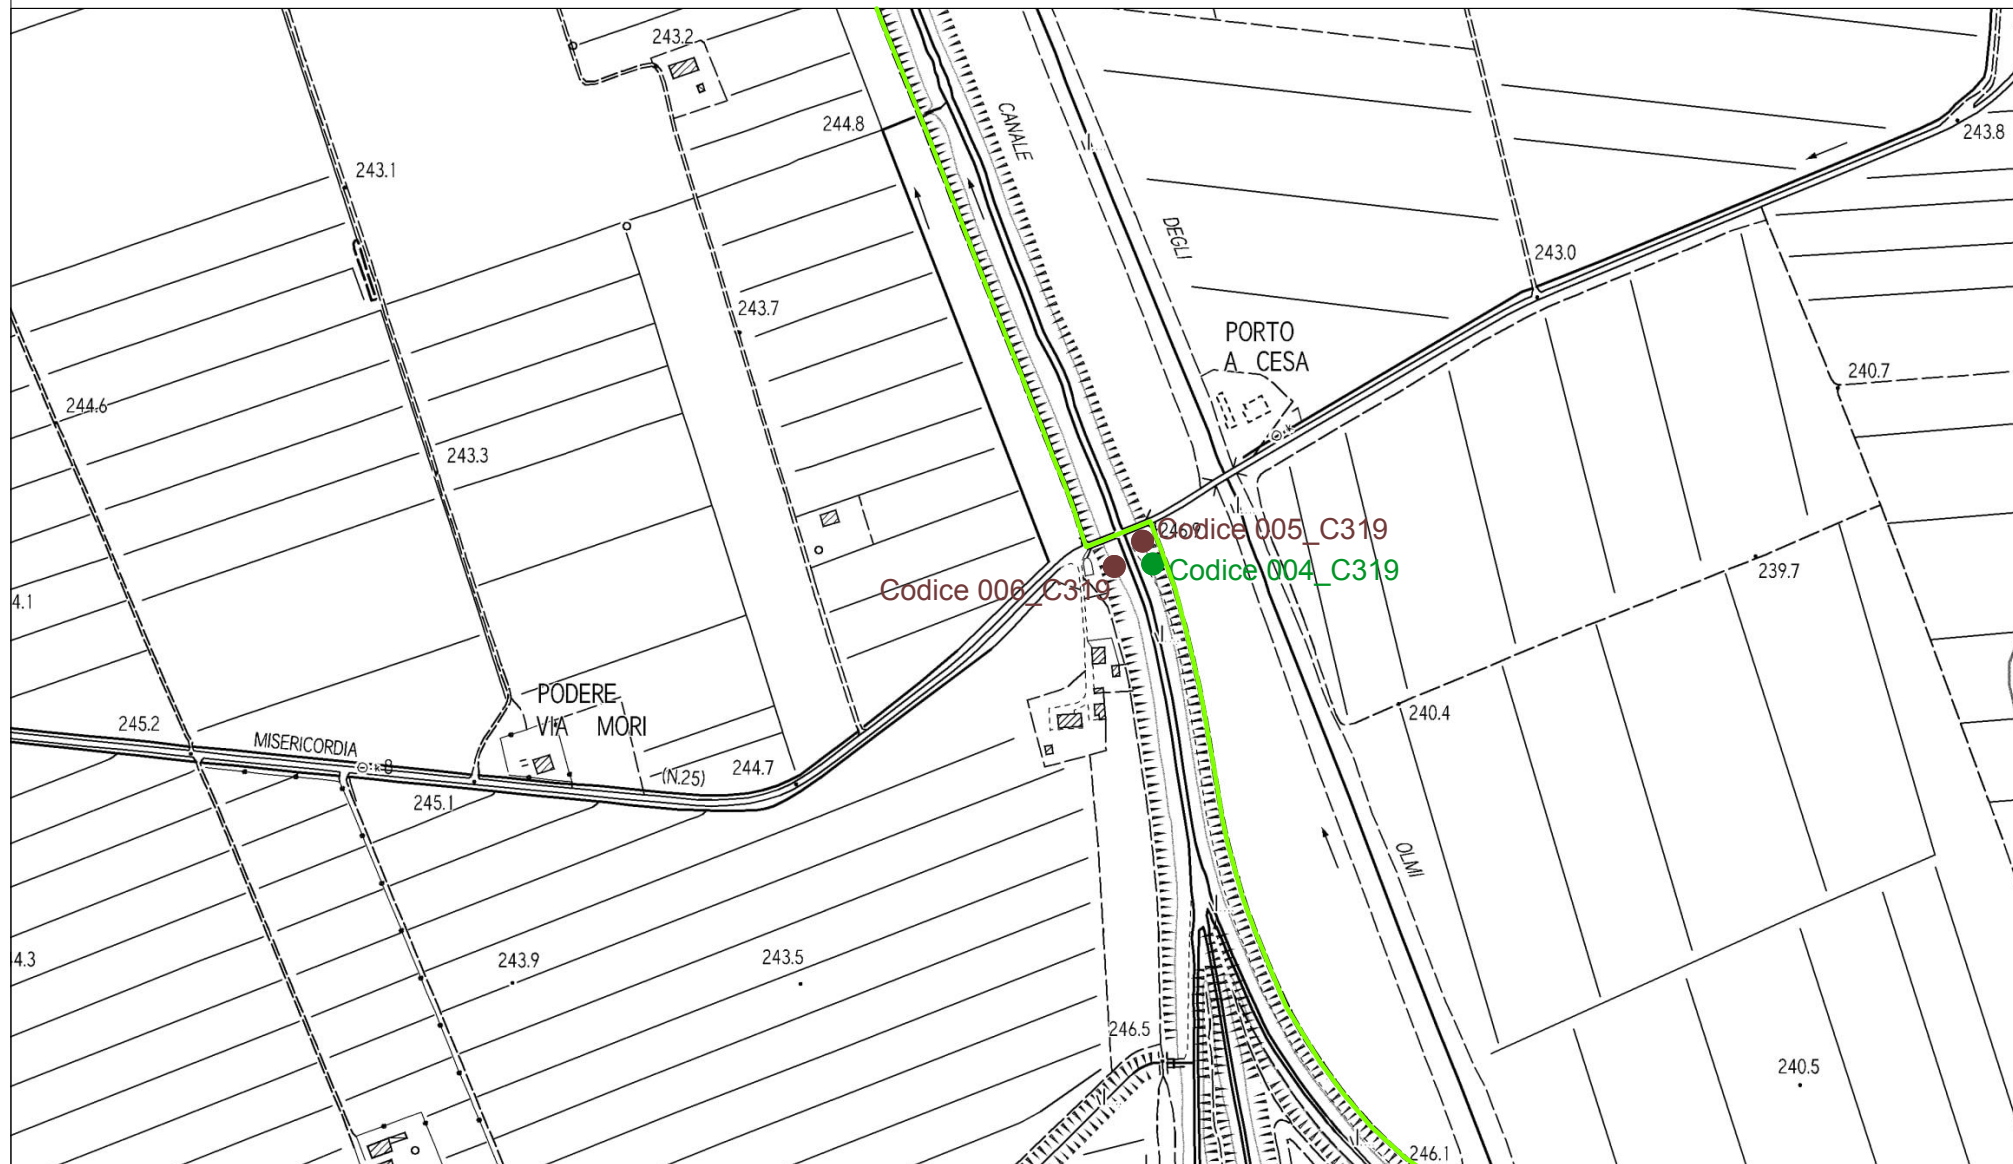 243.2
CANALE
244.8
243.8
243.1
DEGLI
243.0
243.7
PORTO
A CESA
240.7
244.6
243.3
246.9
Codice 005_C319
Codice 004_C319
239.7
Codice 006_C319
4.1
PODERE
VIA MORI
240.4
245.2
MISERICORDIA
(N.25)
244.7
245.1
OLMI
4.3
243.9
243.5
246.5
240.5
246.1